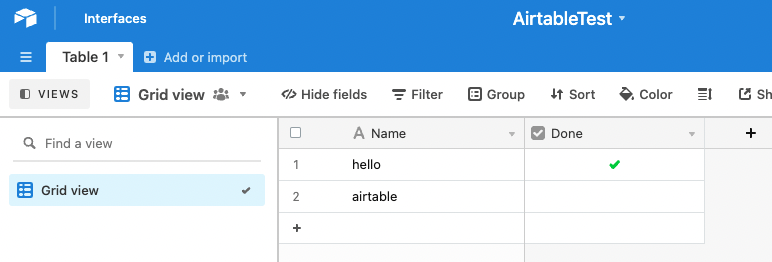 Interfaces
AirtableTest
Table 1
Add or import
VIEWS
Grid view
Hide fields
Filter
Group
Sort
Color
Sh
Find a view
Grid view
A Name
Done
1
hello
2
airtable
+